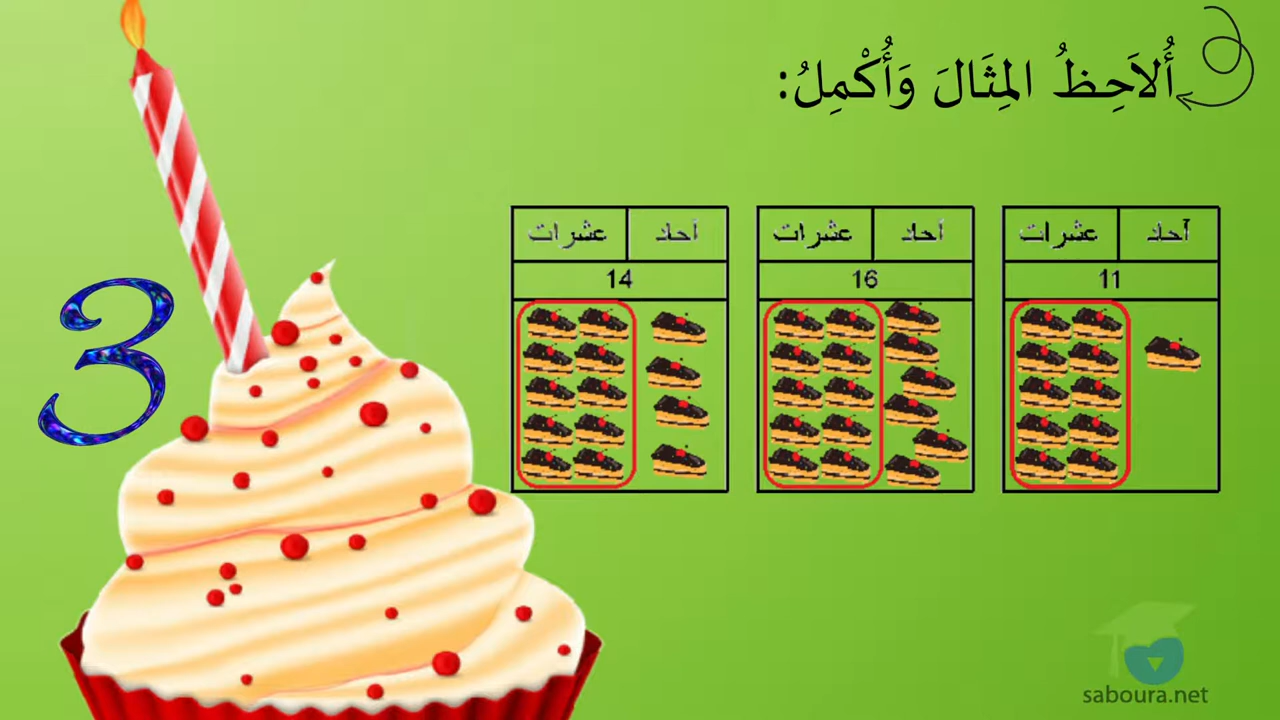 أُلاَحِظُ المِثَالَ وَأُكْمِلُ:
3
آحاد عشرات
11
آحاد عشرات
16
آحاد عشرات
14
saboura.net